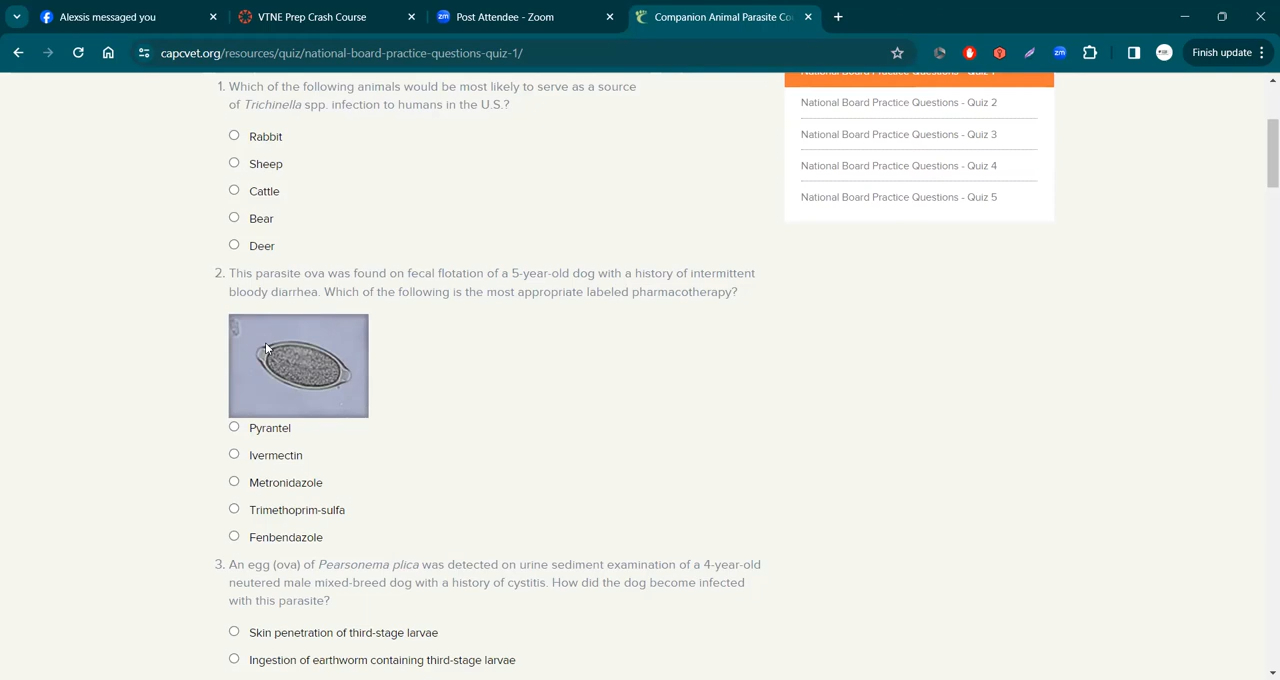 Alexsis messaged you
VTNE Prep Crash Course
Post Attendee - Zoom
Companion Animal Parasite Co
capcvet.org/resources/quiz/national-board-practice-questions-quiz-1/
Finish update
1. Which of the following animals would be most likely to serve as a source
of Trichinella spp. infection to humans in the U.S.?
Rabbit
Sheep
Cattle
Bear
Deer
2. This parasite ova was found on fecal flotation of a 5-year-old dog with a history of intermittent
bloody diarrhea. Which of the following is the most appropriate labeled pharmacotherapy?
Pyrantel
Ivermectin
Metronidazole
Trimethoprim-sulfa
Fenbendazole
3. An egg (ova) of Pearsonema plica was detected on urine sediment examination of a 4-year-old
neutered male mixed-breed dog with a history of cystitis. How did the dog become infected
with this parasite?
Skin penetration of third-stage larvae
Ingestion of earthworm containing third-stage larvae
National Board Practice Questions - Quiz 1
National Board Practice Questions - Quiz 2
National Board Practice Questions - Quiz 3
National Board Practice Questions - Quiz 4
National Board Practice Questions - Quiz 5